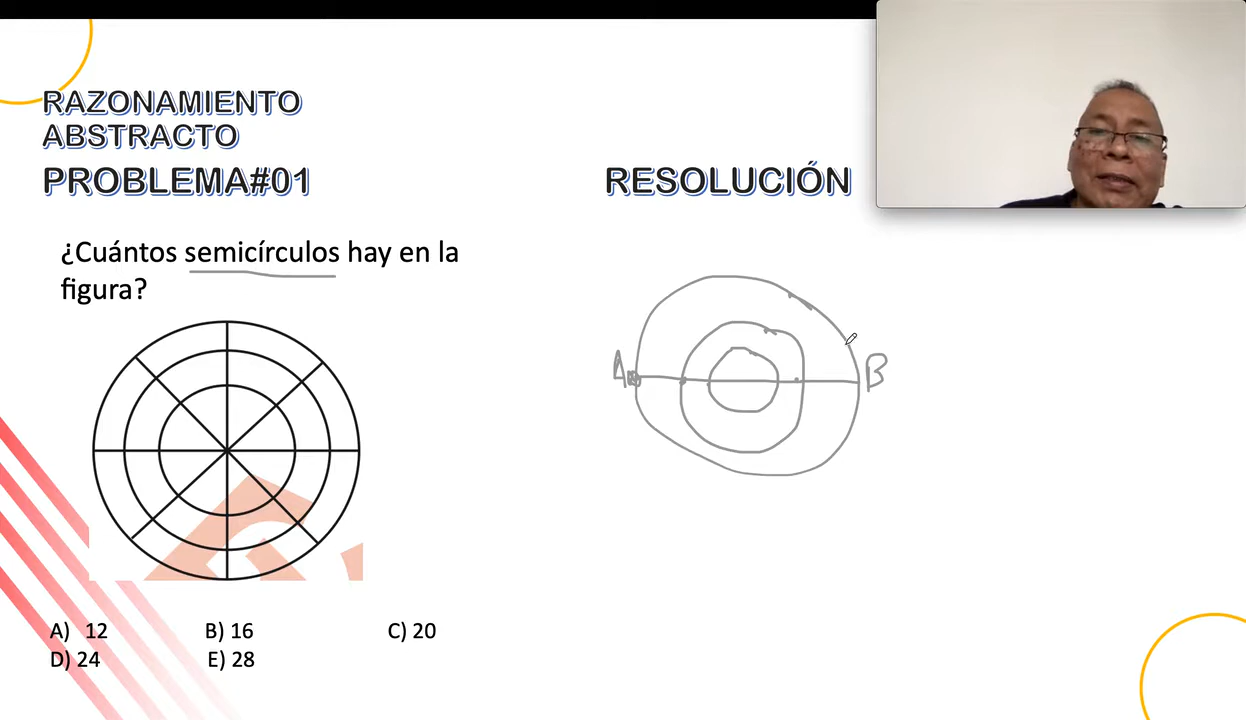 RAZONAMIENTO
ABSTRACTO
PROBLEMA#01
¿Cuántos semicírculos hay en la
figura?
A) 12
B) 16
C) 20
D) 24
E) 28
RESOLUCIÓN
A
B